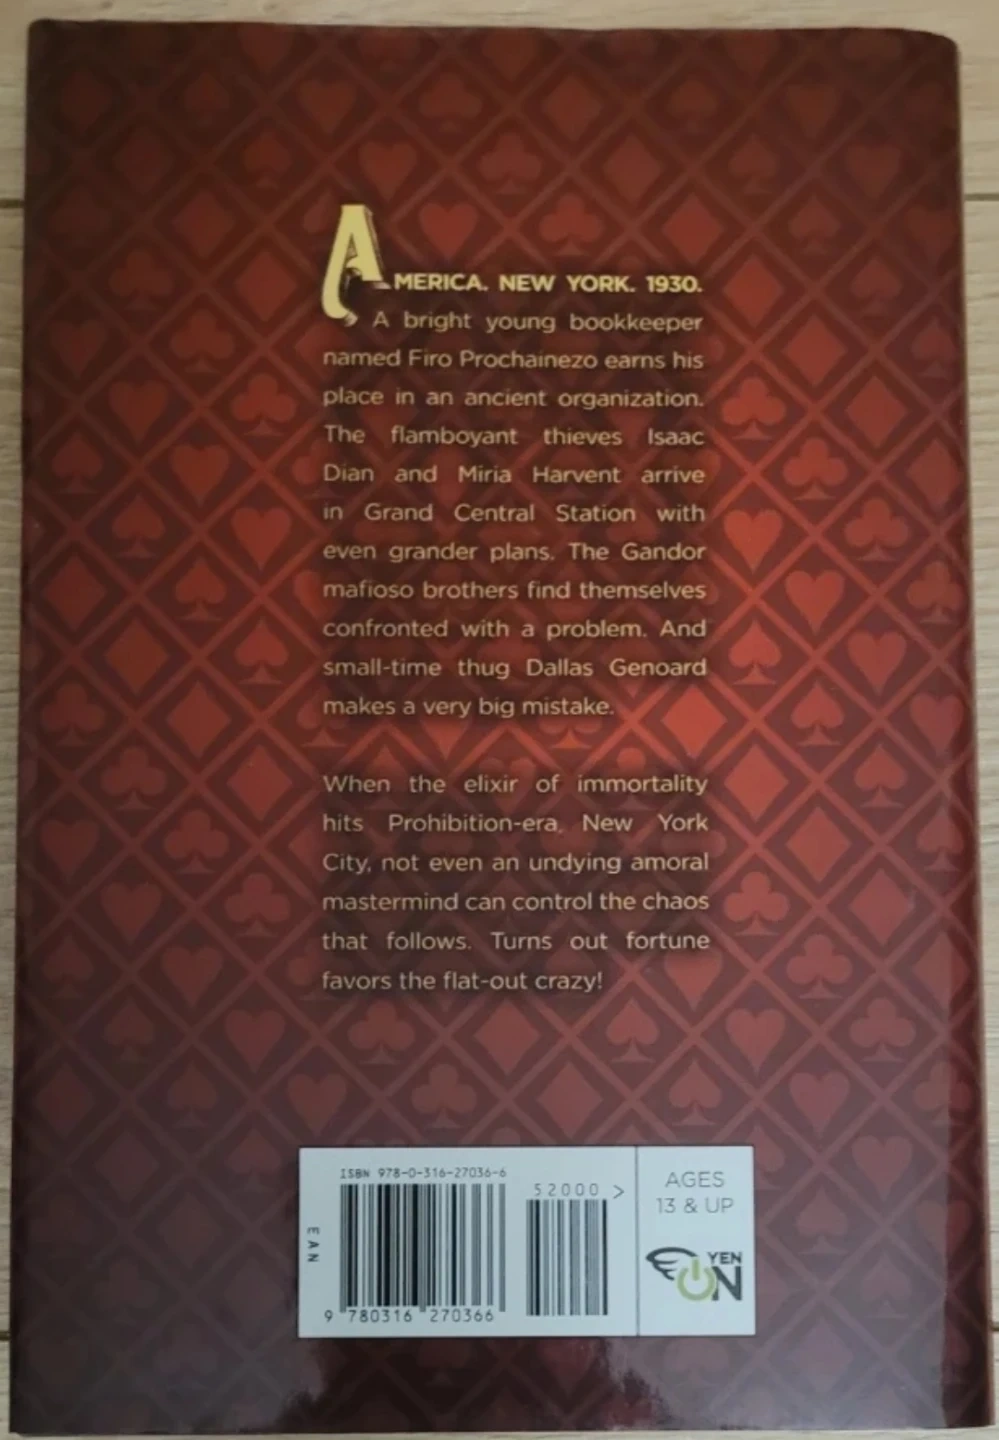 AMERICA. NEW YORK. 1930.
A bright young bookkeeper
named Firo Prochainezo earns his
place in an ancient organization.
The flamboyant thieves Isaac
Dian and Miria Harvent arrive
in Grand Central Station with
even grander plans. The Gandor
mafioso brothers find themselves
confronted with a problem. And
small-time thug Dallas Genoard
makes a very big mistake.
When the elixir of immortality
hits Prohibition-era New York
City, not even an undying amoral
mastermind can control the chaos
that follows. Turns out fortune
favors the flat-out crazy!
ISBN 978-0-316-27036-6
52000 >
EAN
9 780316 270366
AGES
13 & UP
YEN
ON